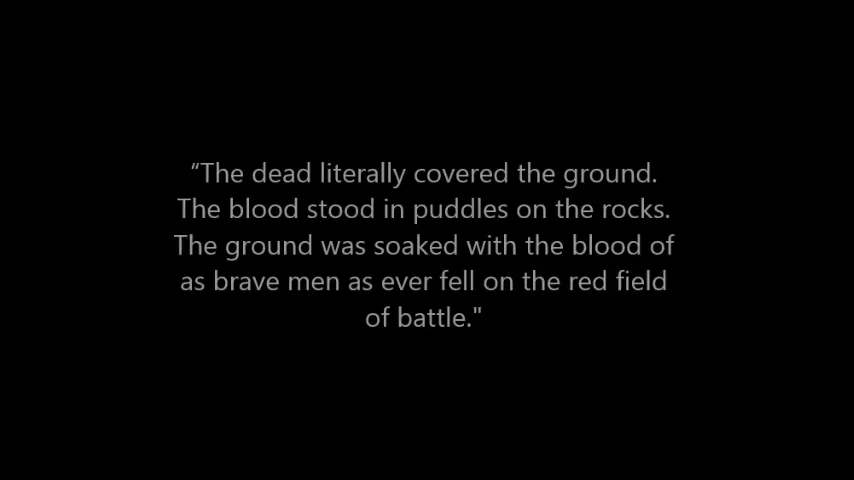 “The dead literally covered the ground.
The blood stood in puddles on the rocks.
The ground was soaked with the blood of
as brave men as ever fell on the red field
of battle."